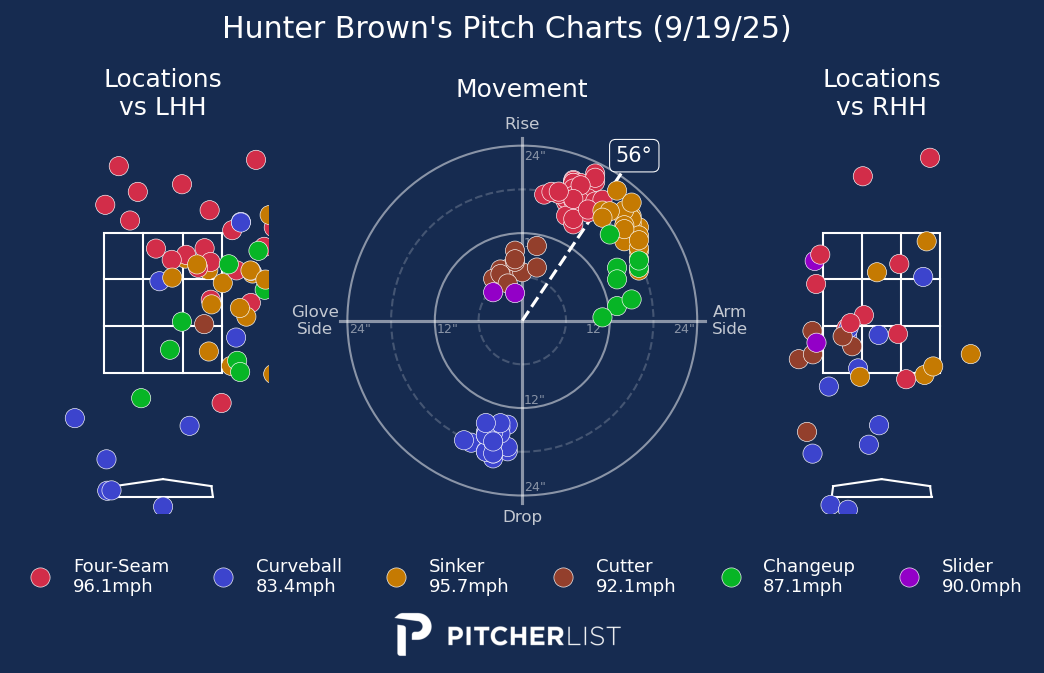 Hunter Brown's Pitch Charts (9/19/25)
Locations
vs LHH
Movement
Locations
vs RHH
Rise
24"
56°
Glove
Side
24"
12"
12"
24"
Arm
Side
12"
24"
Drop
Four-Seam
96.1mph
Curveball
83.4mph
Sinker
95.7mph
Cutter
92.1mph
Changeup
87.1mph
Slider
90.0mph
PITCHERLIST